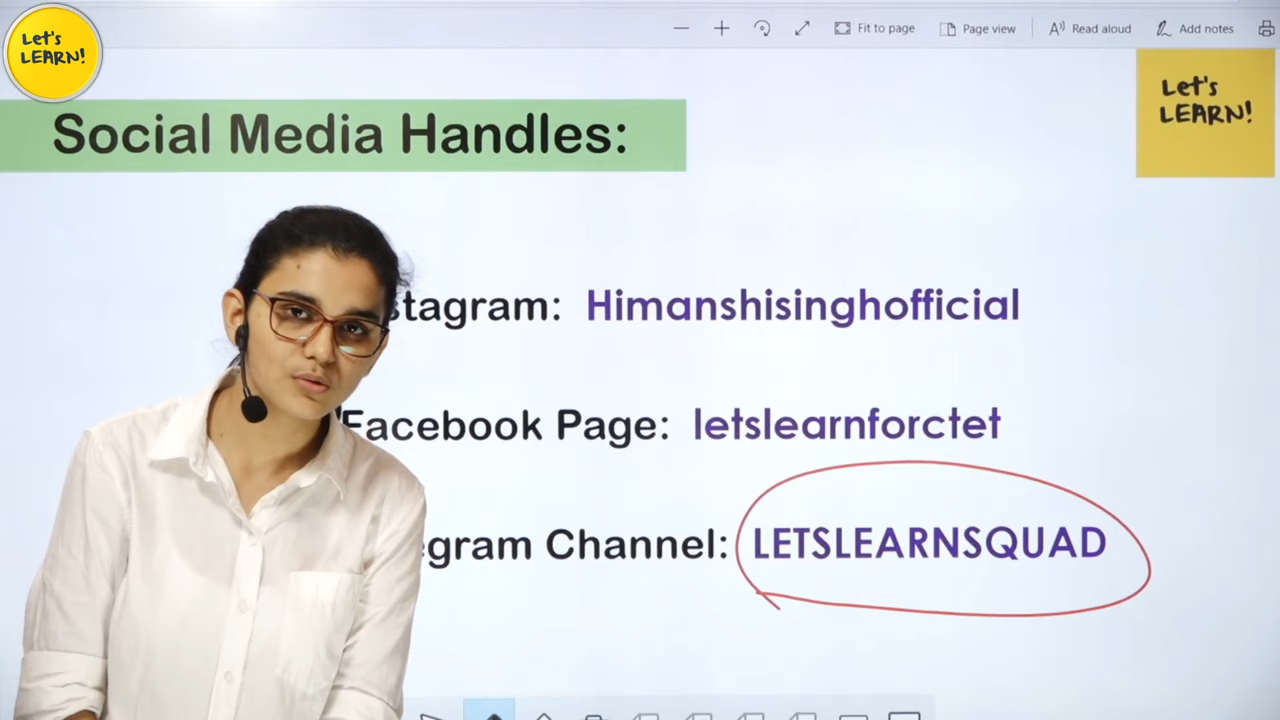 Let's
LEARN!
Fit to page
Page view
Read aloud
Add notes
Let's
LEARN!
Social Media Handles:
stagram: Himanshisinghofficial
Facebook Page: letslearnforctet
egram Channel: LETSLEARNSQUAD